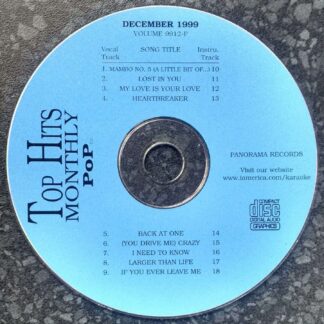 DECEMBER 1999
VOLUME 9912-P
Vocal Track SONG TITLE Instru. Track
1. MAMBO NO. 5 (A LITTLE BIT OF...) 10
2. LOST IN YOU 11
3. MY LOVE IS YOUR LOVE 12
4. HEARTBREAKER 13
TOP HITS
MONTHLY
PoP
PANORAMA RECORDS
Visit our website
www.tamerica.com/karaoke
COMPACT
disc
DIGITAL AUDIO
GRAPHICS
5. BACK AT ONE 14
6. (YOU DRIVE ME) CRAZY 15
7. I NEED TO KNOW 16
8. LARGER THAN LIFE 17
9. IF YOU EVER LEAVE ME 18